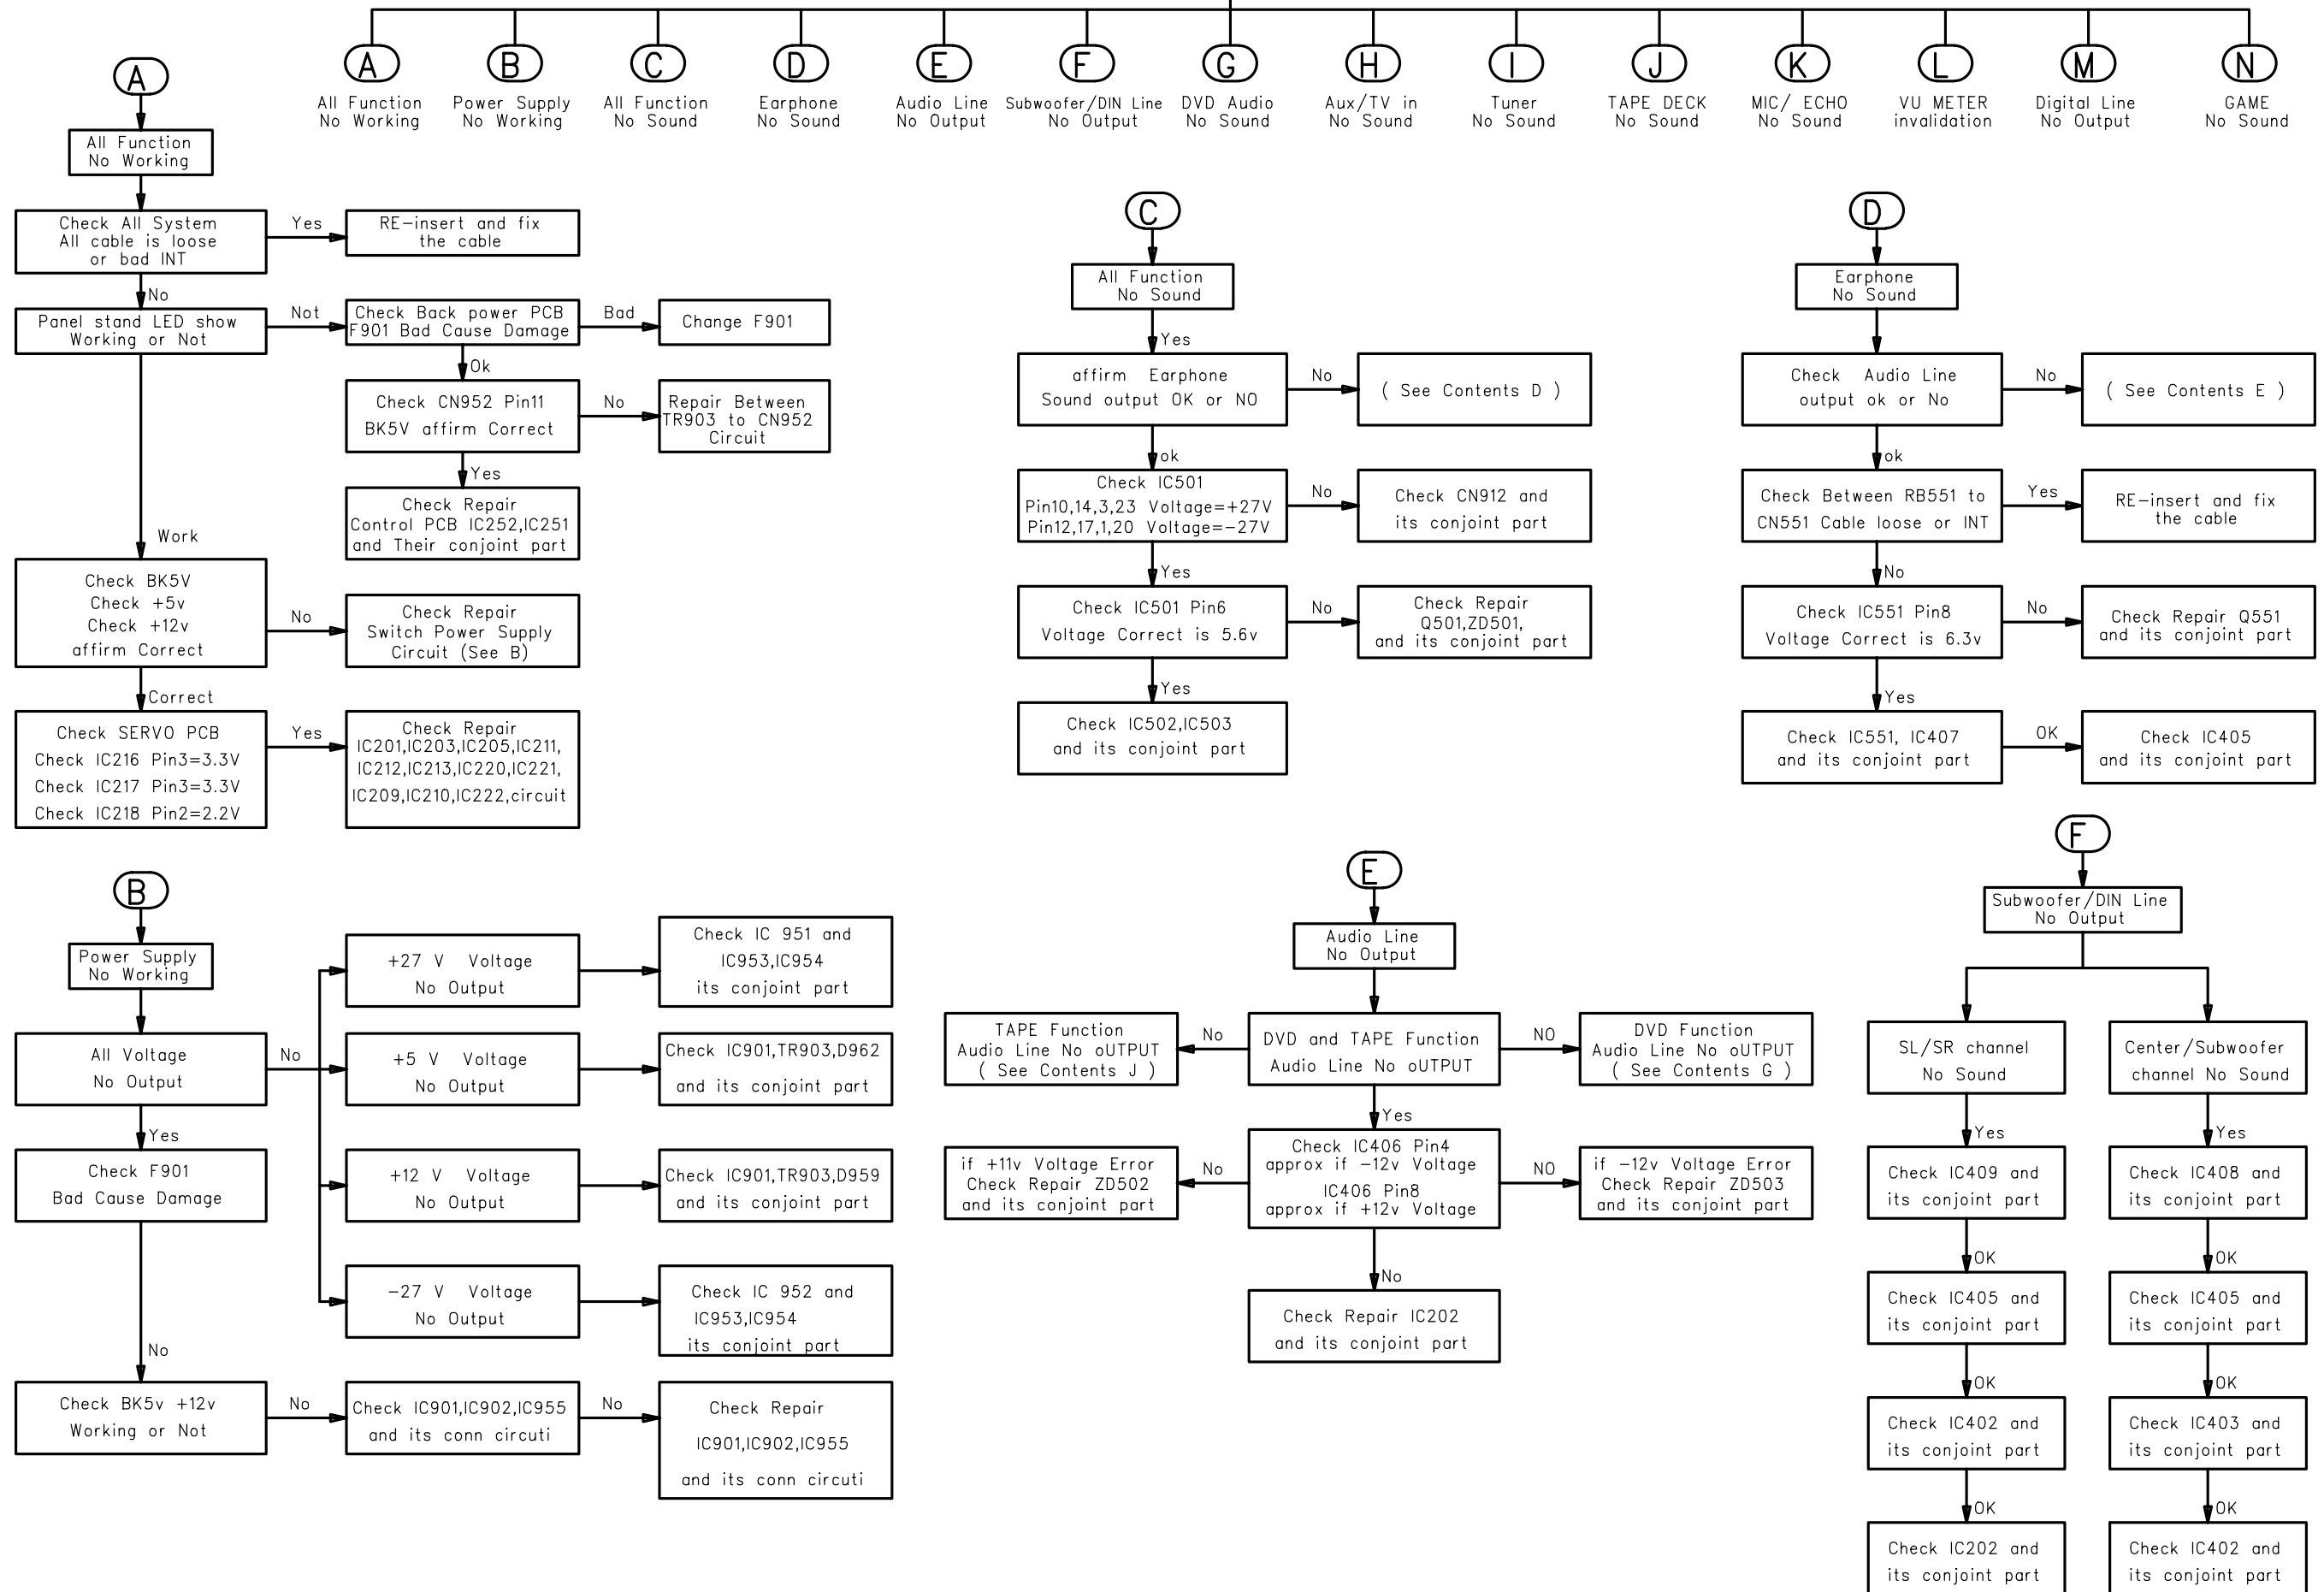 A
B
C
D
E
F
G
H
I
J
K
L
M
N
All Function
No Working
Power Supply
No Working
All Function
No Sound
Earphone
No Sound
Audio Line
No Output
Subwoofer/DIN Line
No Output
DVD Audio
No Sound
Aux/TV in
No Sound
Tuner
No Sound
TAPE DECK
No Sound
MIC/ ECHO
No Sound
VU METER
invalidation
Digital Line
No Output
GAME
No Sound
A
All Function
No Working
Check All System
All cable is loose
or bad INT
Yes
RE-insert and fix
the cable
No
Panel stand LED show
Working or Not
Not
Check Back power PCB
F901 Bad Cause Damage
Bad
Change F901
Ok
Check CN952 Pin11
BK5V affirm Correct
No
Repair Between
TR903 to CN952
Circuit
Yes
Check Repair
Control PCB IC252,IC251
and Their conjoint part
Work
Check BK5V
Check +5v
Check +12v
affirm Correct
No
Check Repair
Switch Power Supply
Circuit (See B)
Correct
Check SERVO PCB
Check IC216 Pin3=3.3V
Check IC217 Pin3=3.3V
Check IC218 Pin2=2.2V
Yes
Check Repair
IC201,IC203,IC205,IC211,
IC212,IC213,IC220,IC221,
IC209,IC210,IC222,circuit
C
All Function
No Sound
Yes
affirm Earphone
Sound output OK or NO
No
( See Contents D )
ok
Check IC501
Pin10,14,3,23 Voltage=+27V
Pin12,17,1,20 Voltage=-27V
No
Check CN912 and
its conjoint part
Yes
Check IC501 Pin6
Voltage Correct is 5.6v
No
Check Repair
Q501,ZD501,
and its conjoint part
Yes
Check IC502,IC503
and its conjoint part
D
Earphone
No Sound
Check Audio Line
output ok or No
No
( See Contents E )
ok
Check Between RB551 to
CN551 Cable loose or INT
Yes
RE-insert and fix
the cable
No
Check IC551 Pin8
Voltage Correct is 6.3v
No
Check Repair Q551
and its conjoint part
Yes
Check IC551, IC407
and its conjoint part
OK
Check IC405
and its conjoint part
B
Power Supply
No Working
All Voltage
No Output
No
+27 V Voltage
No Output
Check IC 951 and
IC953,IC954
its conjoint part
+5 V Voltage
No Output
Check IC901,TR903,D962
and its conjoint part
Yes
Check F901
Bad Cause Damage
+12 V Voltage
No Output
Check IC901,TR903,D959
and its conjoint part
-27 V Voltage
No Output
Check IC 952 and
IC953,IC954
its conjoint part
No
Check BK5v +12v
Working or Not
No
Check IC901,IC902,IC955
and its conn circuti
No
Check Repair
IC901,IC902,IC955
and its conn circuti
E
Audio Line
No Output
TAPE Function
Audio Line No oUTPUT
( See Contents J )
No
DVD and TAPE Function
Audio Line No oUTPUT
NO
DVD Function
Audio Line No oUTPUT
( See Contents G )
Yes
if +11v Voltage Error
Check Repair ZD502
and its conjoint part
No
Check IC406 Pin4
approx if -12v Voltage
IC406 Pin8
approx if +12v Voltage
NO
if -12v Voltage Error
Check Repair ZD503
and its conjoint part
No
Check Repair IC202
and its conjoint part
F
Subwoofer/DIN Line
No Output
SL/SR channel
No Sound
Yes
Check IC409 and
its conjoint part
OK
Check IC405 and
its conjoint part
OK
Check IC402 and
its conjoint part
OK
Check IC202 and
its conjoint part
Center/Subwoofer
channel No Sound
Yes
Check IC408 and
its conjoint part
OK
Check IC405 and
its conjoint part
OK
Check IC403 and
its conjoint part
OK
Check IC402 and
its conjoint part